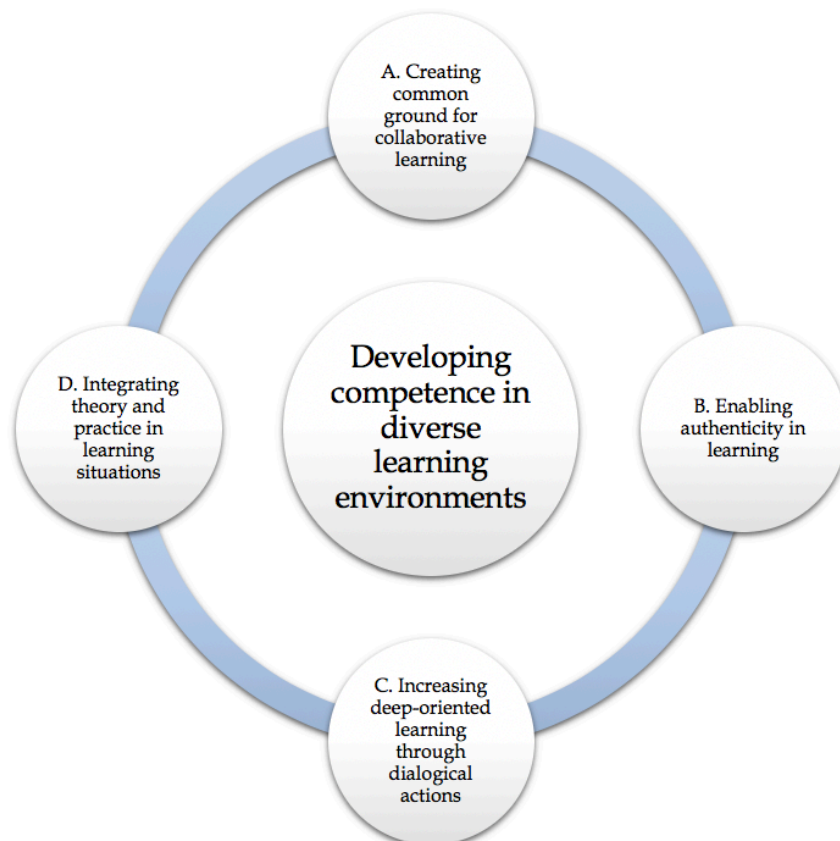 A. Creating
common
ground for
collaborative
learning
B. Enabling
authenticity in
learning
C. Increasing
deep-oriented
learning
through
dialogical
actions
D. Integrating
theory and
practice in
learning
situations
Developing
competence in
diverse
learning
environments